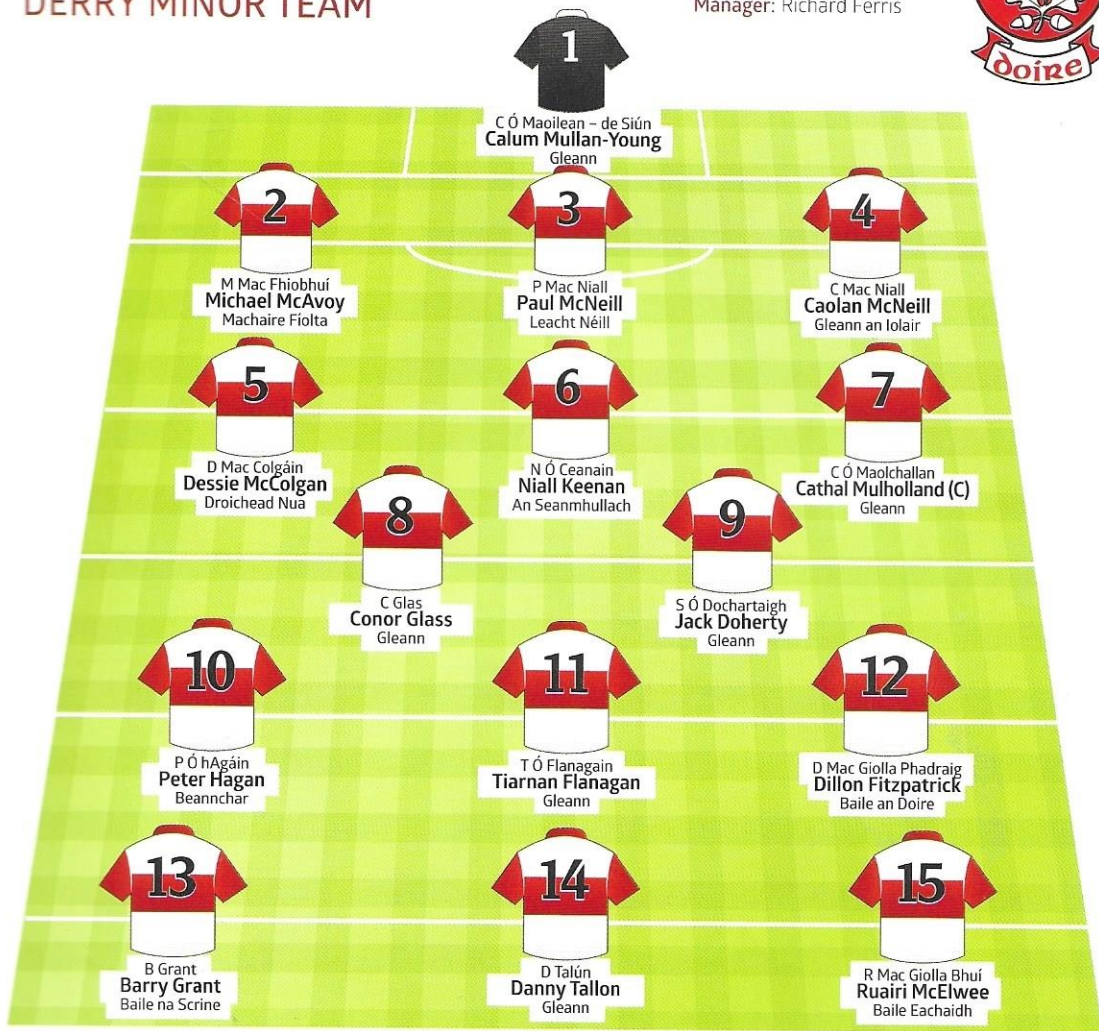 DERRY MINOR TEAM
Manager: Richard Ferris
doire
1
C Ó Maoilean – de Siún
Calum Mullan-Young
Gleann
2
M Mac Fhiobhuí
Michael McAvoy
Machaire Fíolta
3
P Mac Niall
Paul McNeill
Leacht Néill
4
C Mac Niall
Caolan McNeill
Gleann an Iolair
5
D Mac Colgáin
Dessie McColgan
Droichead Nua
6
N Ó Ceanain
Niall Keenan
An Seanmhullach
7
C Ó Maolchallan
Cathal Mulholland (C)
Gleann
8
C Glas
Conor Glass
Gleann
9
S Ó Dochartaigh
Jack Doherty
Gleann
10
P Ó hAgáin
Peter Hagan
Beannchar
11
T Ó Flanagain
Tiarnan Flanagan
Gleann
12
D Mac Giolla Phadraig
Dillon Fitzpatrick
Baile an Doire
13
B Grant
Barry Grant
Baile na Scrine
14
D Talún
Danny Tallon
Gleann
15
R Mac Giolla Bhuí
Ruairi McElwee
Baile Eachaidh